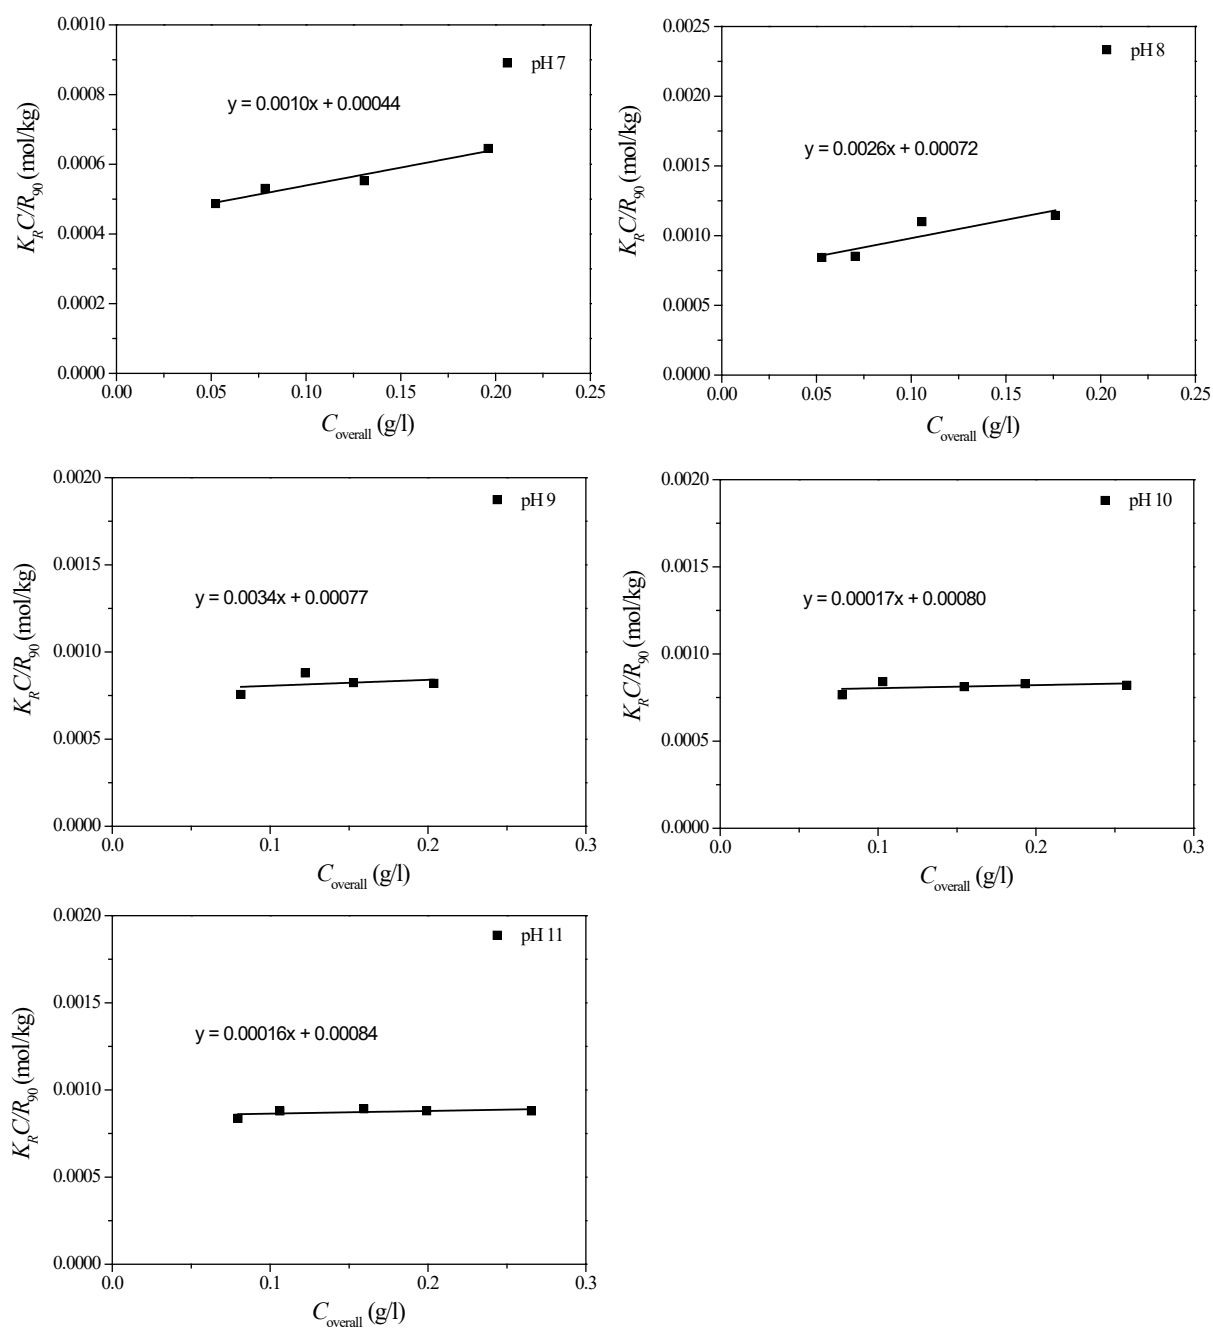 0.0010
0.0008
0.0006
0.0004
0.0002
0.0000
K_R C/R_90 (mol/kg)
pH 7
y = 0.0010x + 0.00044
0.00 0.05 0.10 0.15 0.20 0.25
C_overall (g/l)
0.0025
0.0020
0.0015
0.0010
0.0005
0.0000
K_R C/R_90 (mol/kg)
pH 8
y = 0.0026x + 0.00072
0.00 0.05 0.10 0.15 0.20 0.25
C_overall (g/l)
0.0020
0.0015
0.0010
0.0005
0.0000
K_R C/R_90 (mol/kg)
pH 9
y = 0.0034x + 0.00077
0.0 0.1 0.2 0.3
C_overall (g/l)
0.0020
0.0015
0.0010
0.0005
0.0000
K_R C/R_90 (mol/kg)
pH 10
y = 0.00017x + 0.00080
0.0 0.1 0.2 0.3
C_overall (g/l)
0.0020
0.0015
0.0010
0.0005
0.0000
K_R C/R_90 (mol/kg)
pH 11
y = 0.00016x + 0.00084
0.0 0.1 0.2 0.3
C_overall (g/l)